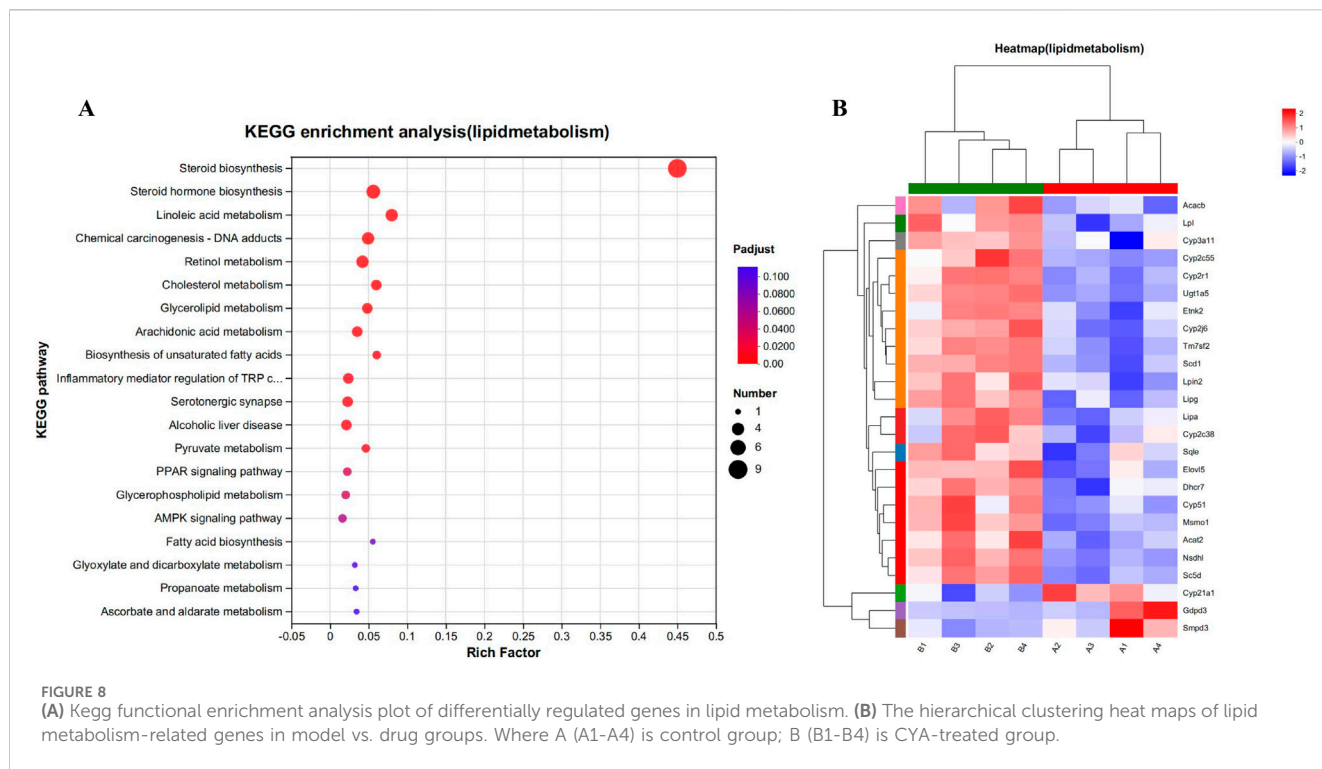 A
KEGG enrichment analysis(lipidmetabolism)
KEGG pathway
Steroid biosynthesis
Steroid hormone biosynthesis
Linoleic acid metabolism
Chemical carcinogenesis - DNA adducts
Retinol metabolism
Cholesterol metabolism
Glycerolipid metabolism
Arachidonic acid metabolism
Biosynthesis of unsaturated fatty acids
Inflammatory mediator regulation of TRP c...
Serotonergic synapse
Alcoholic liver disease
Pyruvate metabolism
PPAR signaling pathway
Glycerophospholipid metabolism
AMPK signaling pathway
Fatty acid biosynthesis
Glyoxylate and dicarboxylate metabolism
Propanoate metabolism
Ascorbate and aldarate metabolism
-0.05 0 0.05 0.1 0.15 0.2 0.25 0.3 0.35 0.4 0.45 0.5
Rich Factor
Padjust
0.100
0.0800
0.0600
0.0400
0.0200
0.00
Number
1
4
6
9
B
Heatmap(lipidmetabolism)
2
1
0
-1
-2
Acacb
Lpl
Cyp3a11
Cyp2c55
Cyp2r1
Ugt1a5
Etnk2
Cyp2j6
Tm7sf2
Scd1
Lpin2
Lipg
Lipa
Cyp2c38
Sqle
Elovl5
Dhcr7
Cyp51
Msmo1
Acat2
Nsdhl
Sc5d
Cyp21a1
Gdpd3
Smpd3
B1 B3 B2 B4 A2 A3 A1 A4
FIGURE 8
(A) Kegg functional enrichment analysis plot of differentially regulated genes in lipid metabolism. (B) The hierarchical clustering heat maps of lipid
metabolism-related genes in model vs. drug groups. Where A (A1-A4) is control group; B (B1-B4) is CYA-treated group.